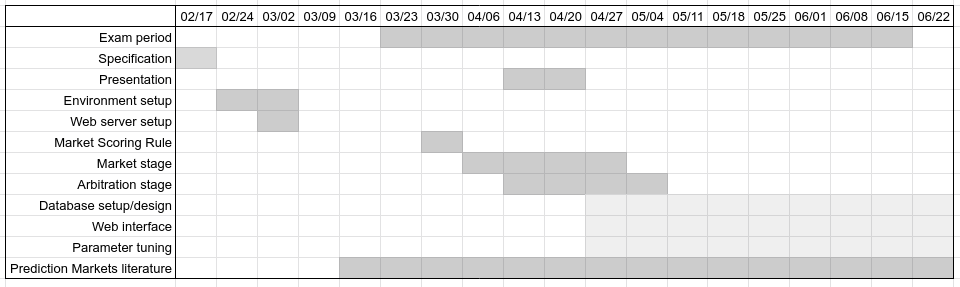 02/17 02/24 03/02 03/09 03/16 03/23 03/30 04/06 04/13 04/20 04/27 05/04 05/11 05/18 05/25 06/01 06/08 06/15 06/22
Exam period
Specification
Presentation
Environment setup
Web server setup
Market Scoring Rule
Market stage
Arbitration stage
Database setup/design
Web interface
Parameter tuning
Prediction Markets literature